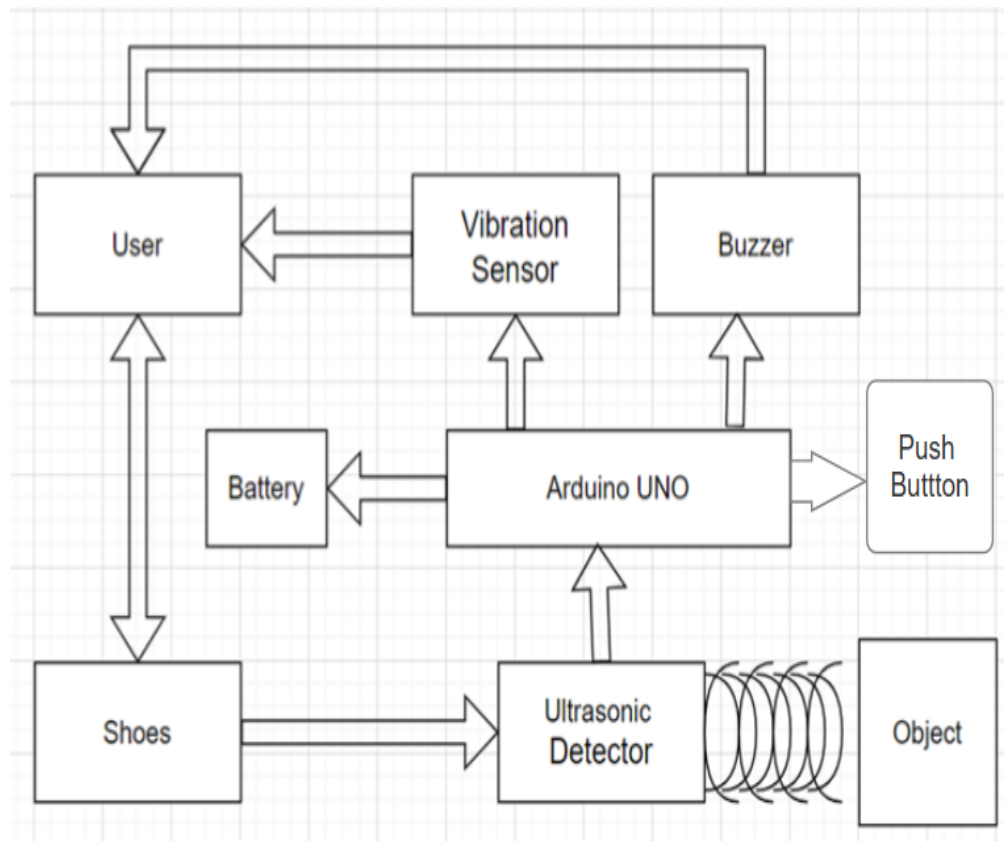 User
Vibration
Sensor
Buzzer
Battery
Arduino UNO
Push
Buttton
Shoes
Ultrasonic
Detector
Object